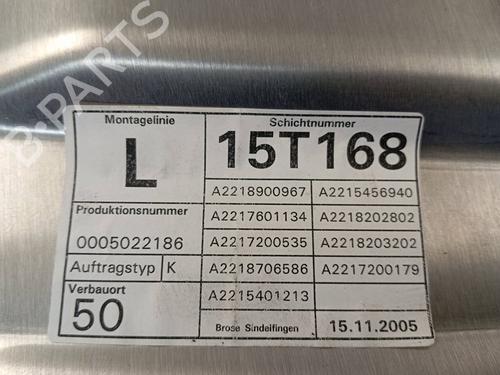 B-PARTS
Montagelinie
L
Schichtnummer
15T168
A2218900967 A2215456940
Produktionsnummer
0005022186
A2217601134 A2218202802
A2217200535 A2218203202
Auftragstyp K
A2218706586 A2217200179
Verbauort
50
A2215401213
Brose Sindelfingen 15.11.2005